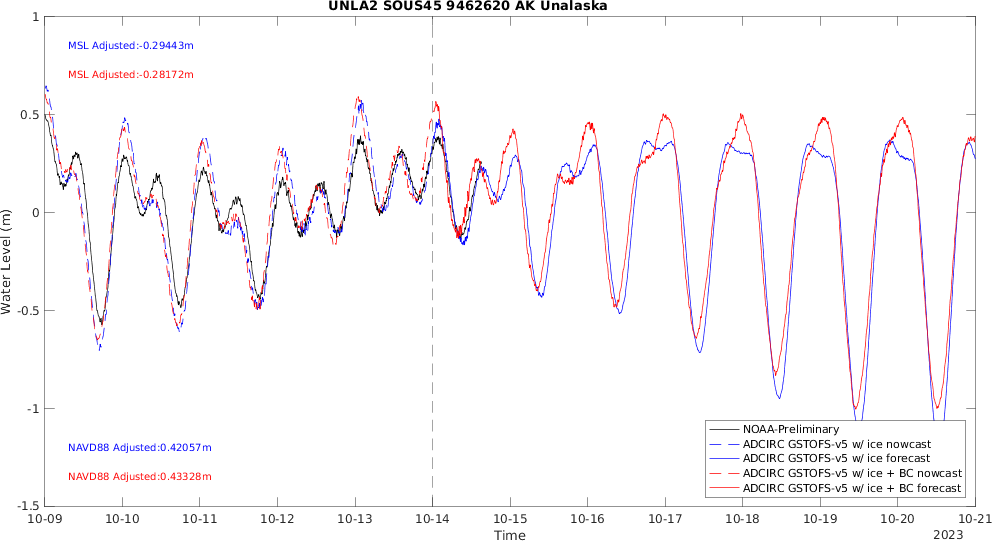 UNLA2 SOUS45 9462620 AK Unalaska
MSL Adjusted:-0.29443m
MSL Adjusted:-0.28172m
NAVD88 Adjusted:0.42057m
NAVD88 Adjusted:0.43328m
Water Level (m)
1
0.5
0
-0.5
-1
-1.5
NOAA-Preliminary
ADCIRC GSTOFS-v5 w/ ice nowcast
ADCIRC GSTOFS-v5 w/ ice forecast
ADCIRC GSTOFS-v5 w/ ice + BC nowcast
ADCIRC GSTOFS-v5 w/ ice + BC forecast
10-09 10-10 10-11 10-12 10-13 10-14 10-15 10-16 10-17 10-18 10-19 10-20 10-21
Time
2023